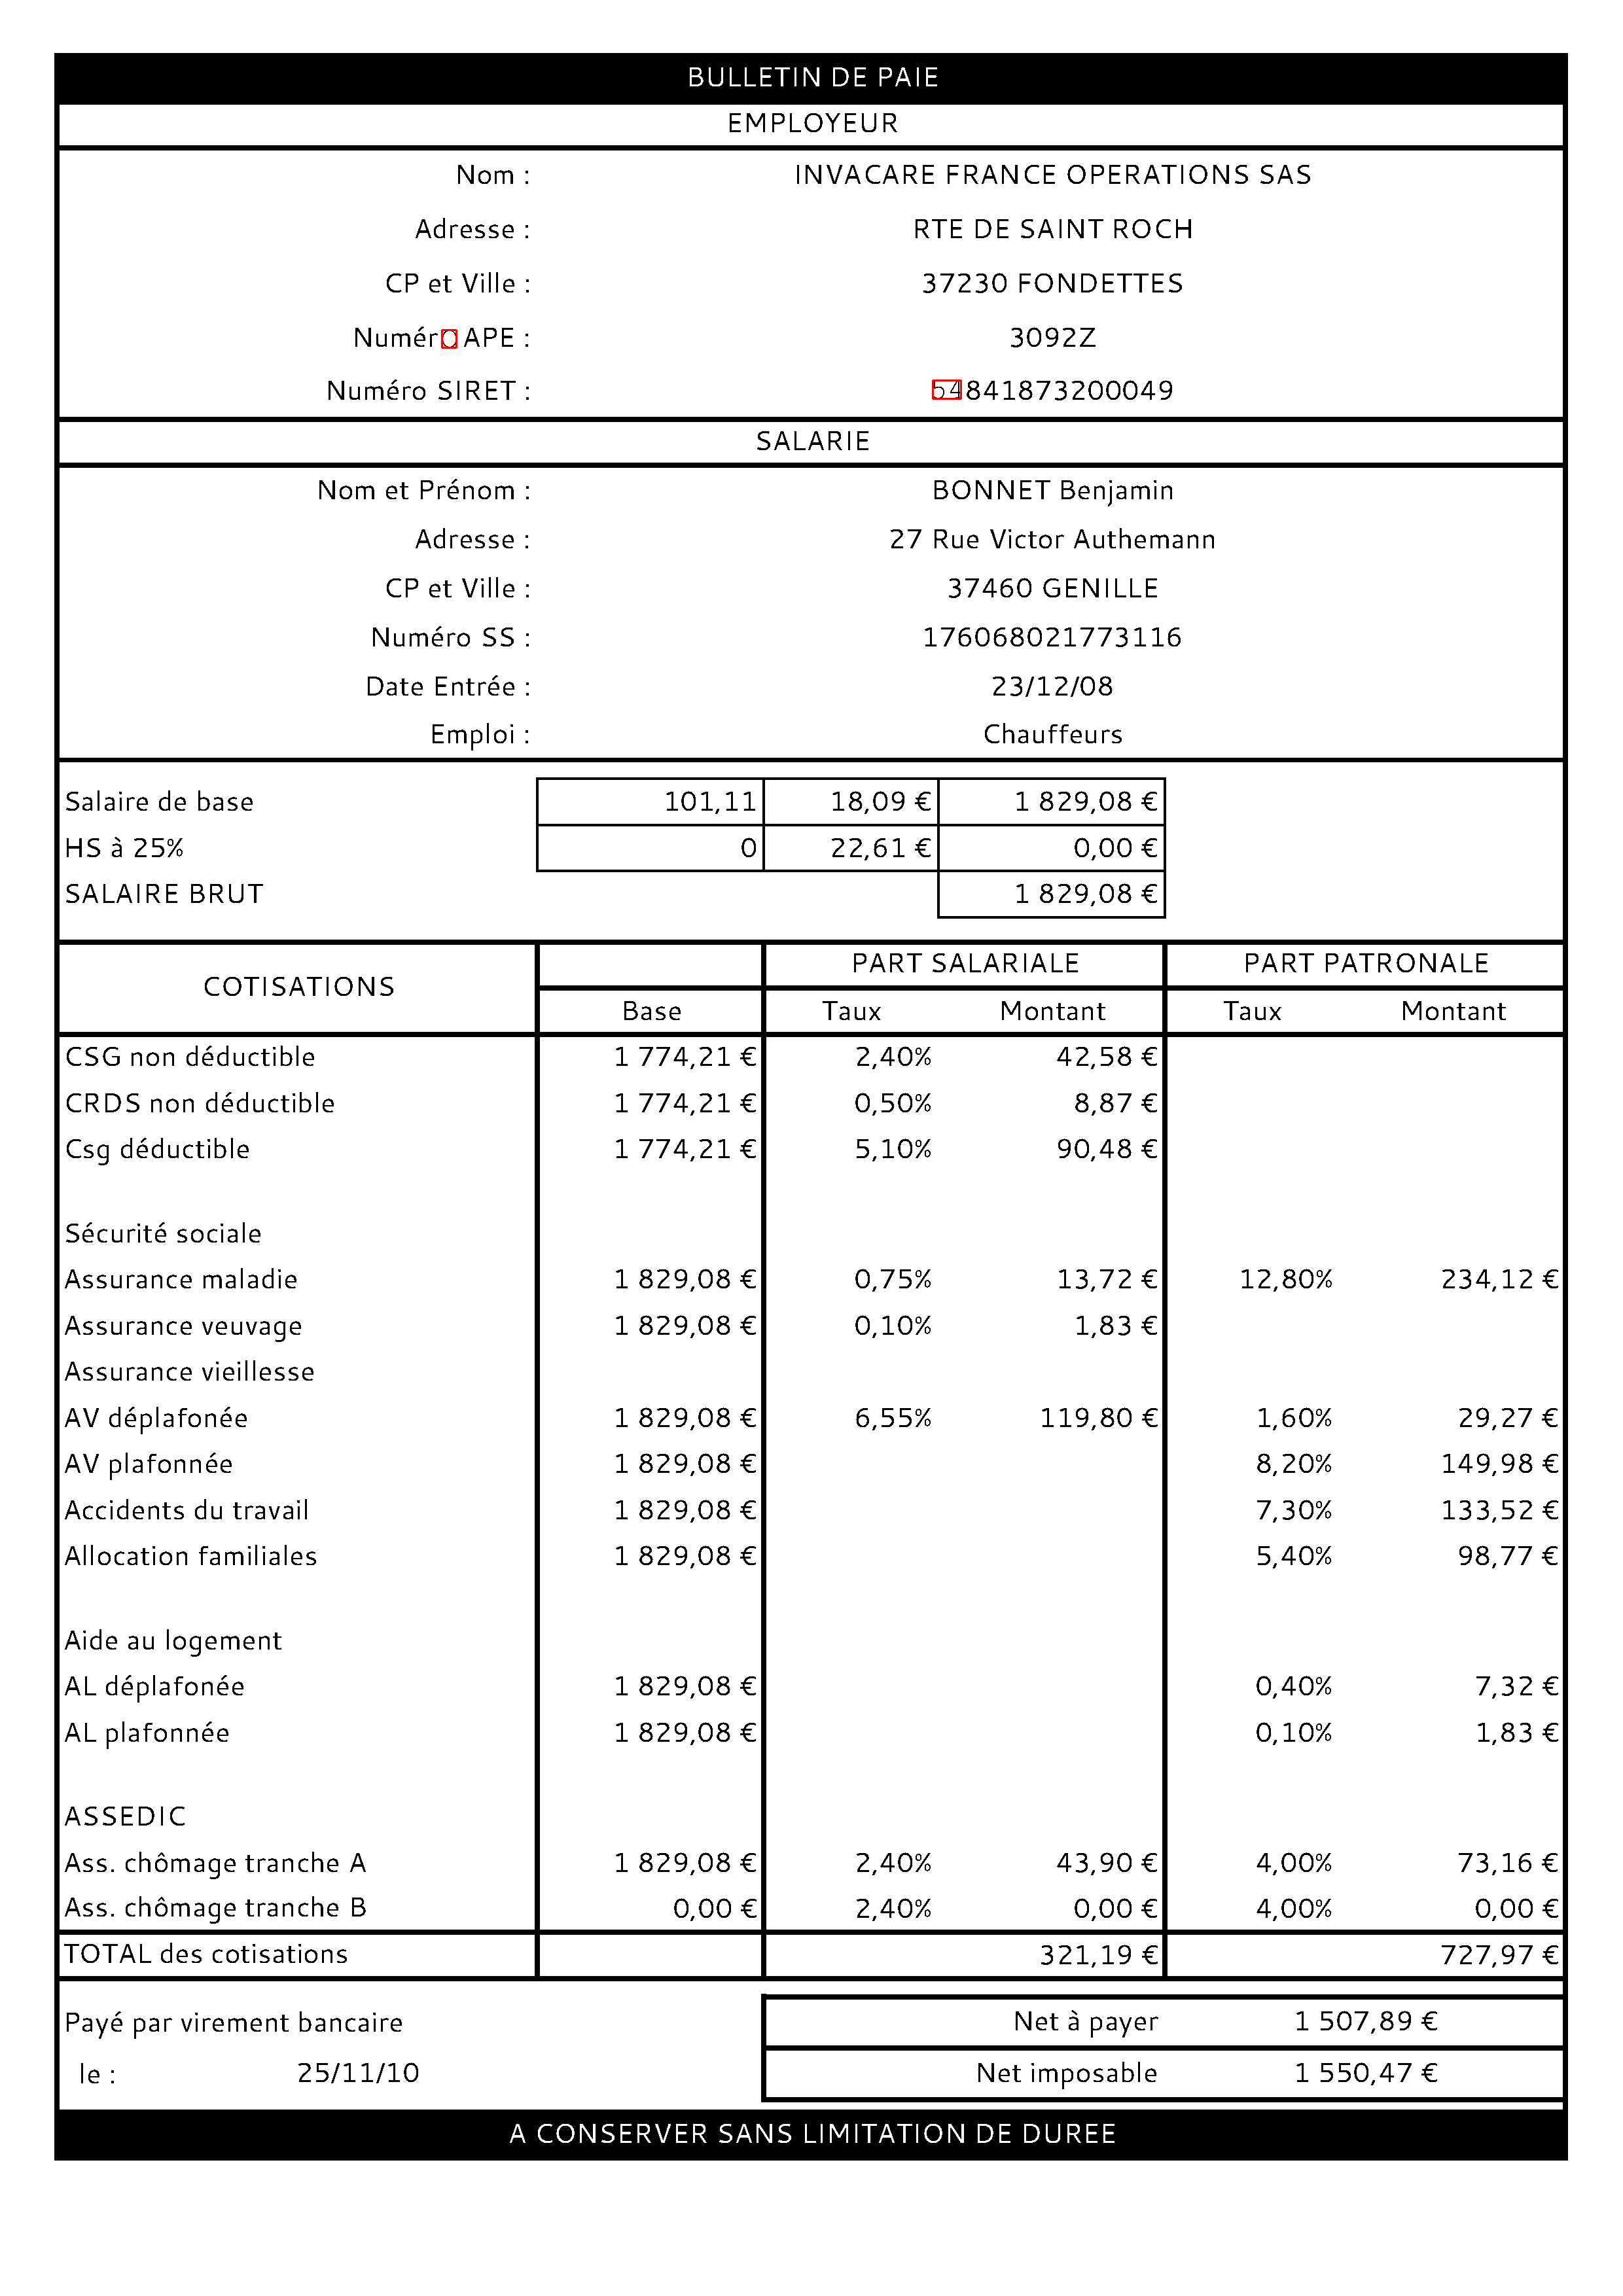 BULLETIN DE PAIE
EMPLOYEUR
Nom : INVACARE FRANCE OPERATIONS SAS
Adresse : RTE DE SAINT ROCH
CP et Ville : 37230 FONDETTES
Numéro APE : 3092Z
Numéro SIRET : 54841873200049
SALARIE
Nom et Prénom : BONNET Benjamin
Adresse : 27 Rue Victor Authemann
CP et Ville : 37460 GENILLE
Numéro SS : 176068021773116
Date Entrée : 23/12/08
Emploi : Chauffeurs
Salaire de base 101,11 18,09 € 1 829,08 €
HS à 25% 0 22,61 € 0,00 €
SALAIRE BRUT 1 829,08 €
COTISATIONS PART SALARIALE PART PATRONALE
Base Taux Montant Taux Montant
CSG non déductible 1 774,21 € 2,40% 42,58 €
CRDS non déductible 1 774,21 € 0,50% 8,87 €
Csg déductible 1 774,21 € 5,10% 90,48 €
Sécurité sociale
Assurance maladie 1 829,08 € 0,75% 13,72 € 12,80% 234,12 €
Assurance veuvage 1 829,08 € 0,10% 1,83 €
Assurance vieillesse
AV déplafonée 1 829,08 € 6,55% 119,80 € 1,60% 29,27 €
AV plafonnée 1 829,08 € 8,20% 149,98 €
Accidents du travail 1 829,08 € 7,30% 133,52 €
Allocation familiales 1 829,08 € 5,40% 98,77 €
Aide au logement
AL déplafonée 1 829,08 € 0,40% 7,32 €
AL plafonnée 1 829,08 € 0,10% 1,83 €
ASSEDIC
Ass. chômage tranche A 1 829,08 € 2,40% 43,90 € 4,00% 73,16 €
Ass. chômage tranche B 0,00 € 2,40% 0,00 € 4,00% 0,00 €
TOTAL des cotisations 321,19 € 727,97 €
Payé par virement bancaire Net à payer 1 507,89 €
le : 25/11/10 Net imposable 1 550,47 €
A CONSERVER SANS LIMITATION DE DUREE